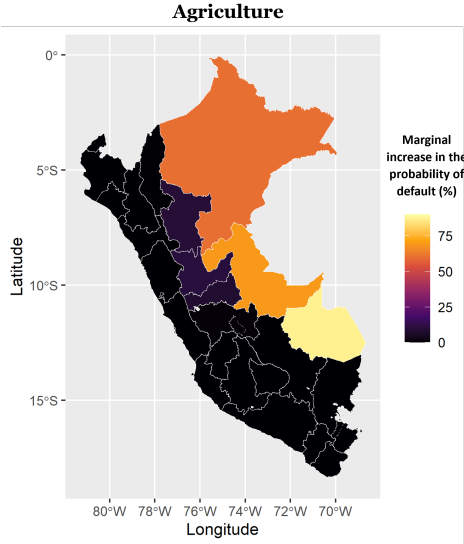 Agriculture
0°
5°S
10°S
15°S
Latitude
80°W 78°W 76°W 74°W 72°W 70°W
Longitude
Marginal
increase in the
probability of
default (%)
75
50
25
0